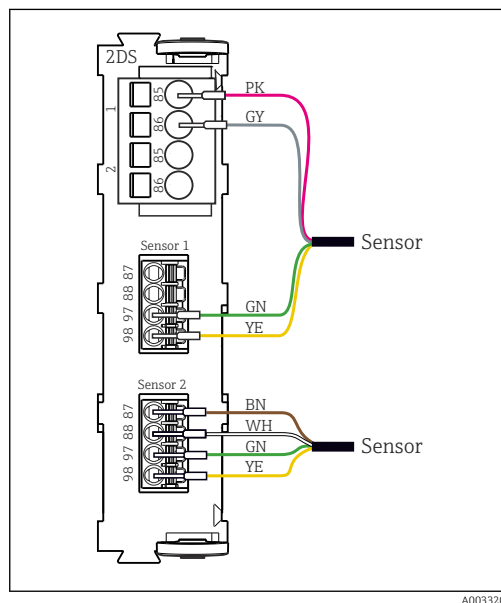 2DS
1
85
PK
86
GY
2
85
86
Sensor
Sensor 1
87
88
97
GN
98
YE
Sensor 2
87
BN
88
WH
Sensor
97
GN
98
YE